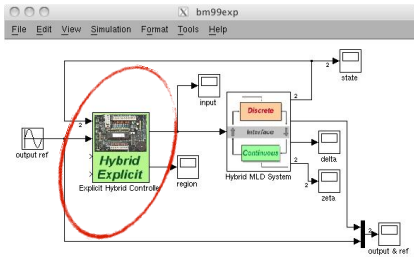 bm99exp
File Edit View Simulation Format Tools Help
2
state
input
2
Discrete
Interface
Continuous
2
2
Hybrid
Explicit
output ref
Explicit Hybrid Controller
region
Hybrid MLD System
delta
zeta
output & ref